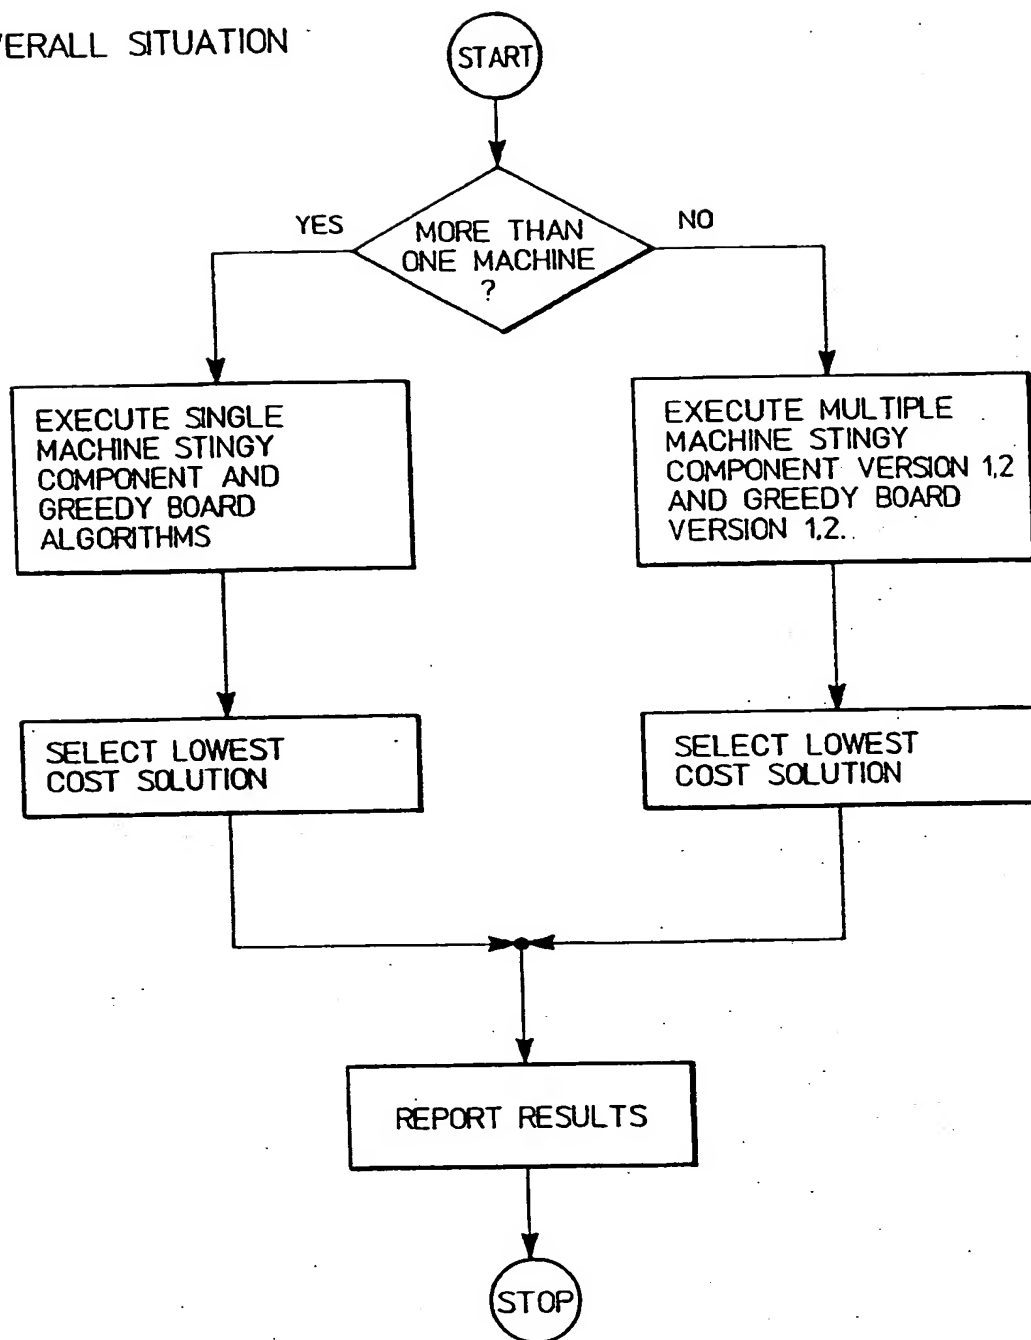 VERALL SITUATION
START
YES
MORE THAN
ONE MACHINE
?
NO
EXECUTE SINGLE
MACHINE STINGY
COMPONENT AND
GREEDY BOARD
ALGORITHMS
EXECUTE MULTIPLE
MACHINE STINGY
COMPONENT VERSION 1,2
AND GREEDY BOARD
VERSION 1,2.
SELECT LOWEST
COST SOLUTION
SELECT LOWEST
COST SOLUTION
REPORT RESULTS
STOP